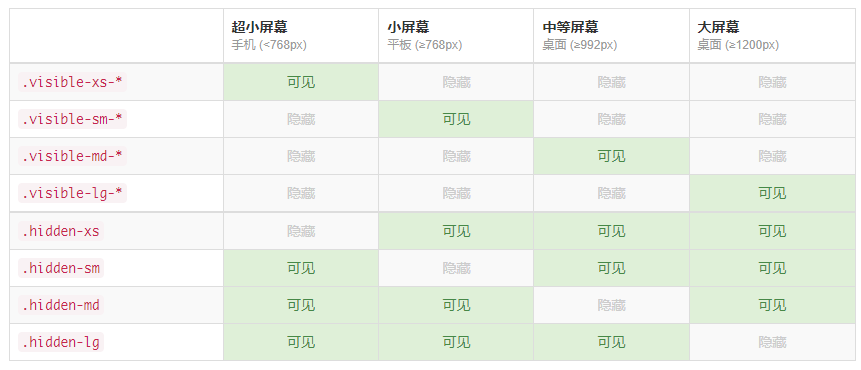 超小屏幕 小屏幕 中等屏幕 大屏幕
手机 (<768px) 平板 (≥768px) 桌面 (≥992px) 桌面 (≥1200px)
.visible-xs-* 可见 隐藏 隐藏 隐藏
.visible-sm-* 隐藏 可见 隐藏 隐藏
.visible-md-* 隐藏 隐藏 可见 隐藏
.visible-lg-* 隐藏 隐藏 隐藏 可见
.hidden-xs 隐藏 可见 可见 可见
.hidden-sm 可见 隐藏 可见 可见
.hidden-md 可见 可见 隐藏 可见
.hidden-lg 可见 可见 可见 隐藏